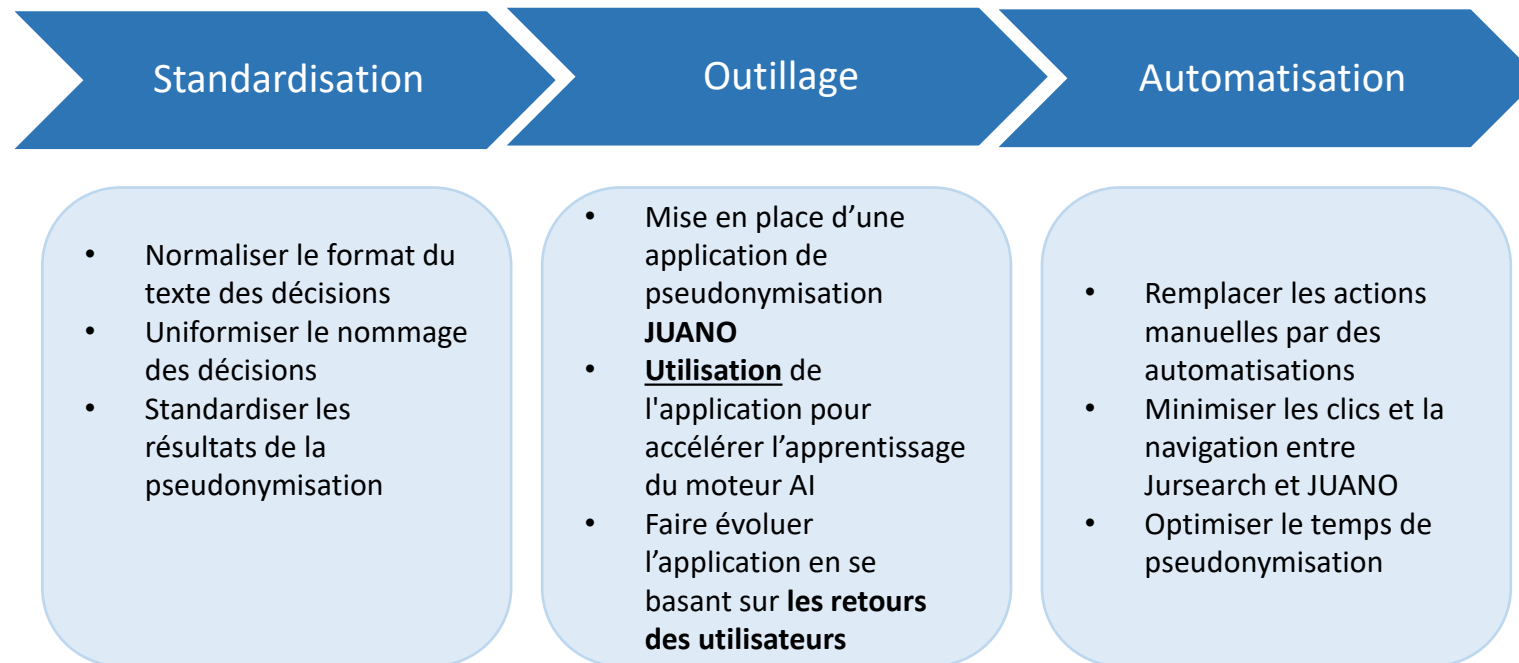 Standardisation
Outillage
Automatisation
• Normaliser le format du
texte des décisions
• Uniformiser le nommage
des décisions
• Standardiser les
résultats de la
pseudonymisation
• Mise en place d’une
application de
pseudonymisation
JUANO
• Utilisation de
l'application pour
accélérer l’apprentissage
du moteur AI
• Faire évoluer
l’application en se
basant sur les retours
des utilisateurs
• Remplacer les actions
manuelles par des
automatisations
• Minimiser les clics et la
navigation entre
Jursearch et JUANO
• Optimiser le temps de
pseudonymisation